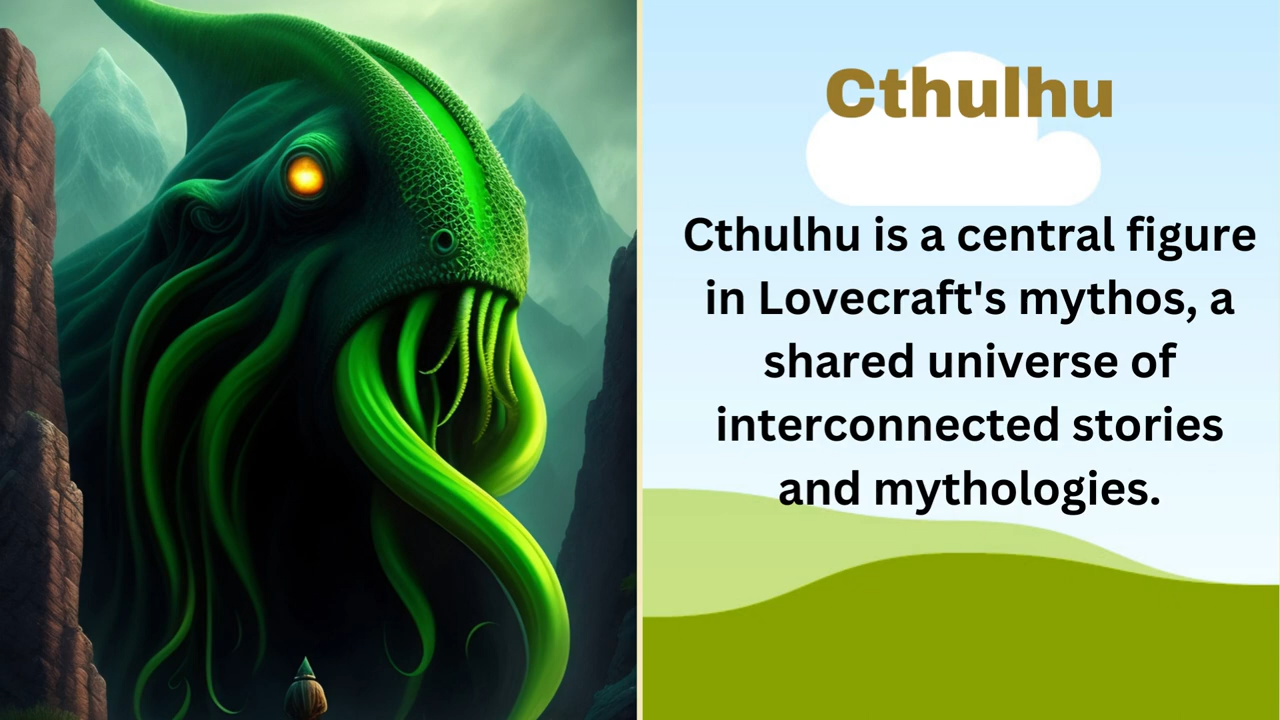 Cthulhu
Cthulhu is a central figure
in Lovecraft's mythos, a
shared universe of
interconnected stories
and mythologies.